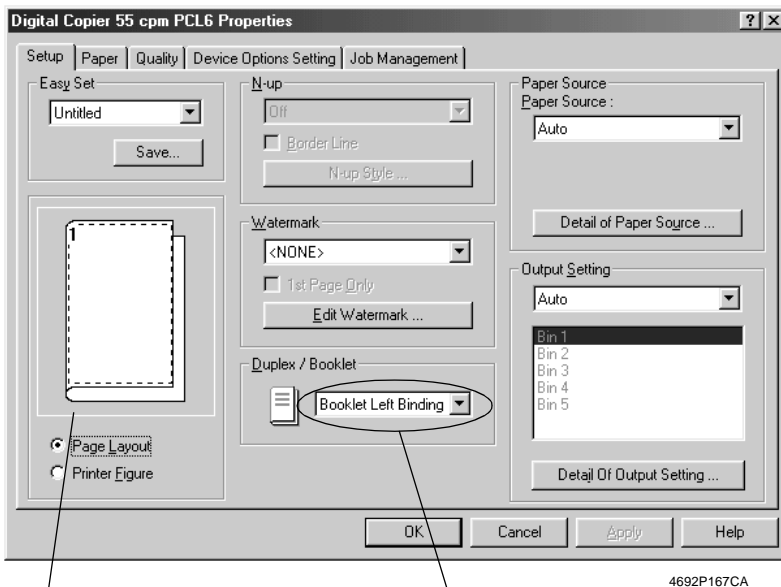 Digital Copier 55 cpm PCL6 Properties
Setup
Paper
Quality
Device Options Setting
Job Management
Easy Set
Untitled
Save...
1
Page Layout
Printer Figure
N-up
Off
Border Line
N-up Style ...
Watermark
<NONE>
1st Page Only
Edit Watermark ...
Duplex / Booklet
Booklet Left Binding
Paper Source
Paper Source :
Auto
Detail of Paper Source ...
Output Setting
Auto
Bin 1
Bin 2
Bin 3
Bin 4
Bin 5
Detail Of Output Setting ...
OK
Cancel
Apply
Help
4692P167CA